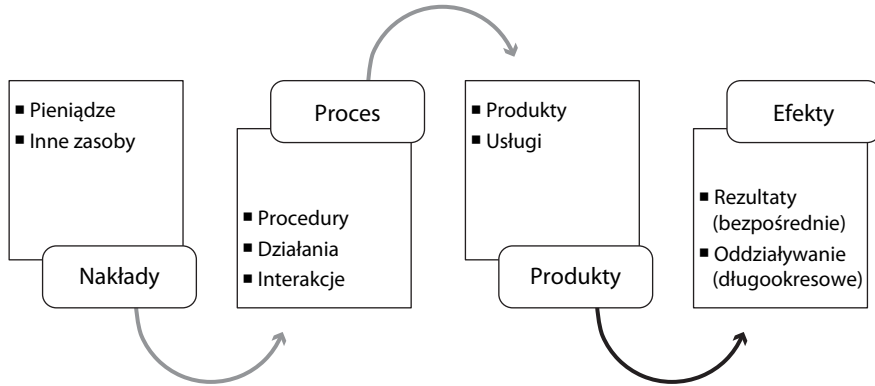 ■ Pieniądze
■ Inne zasoby
Nakłady
Proces
■ Procedury
■ Działania
■ Interakcje
■ Produkty
■ Usługi
Produkty
Efekty
■ Rezultaty
(bezpośrednie)
■ Oddziaływanie
(długookresowe)